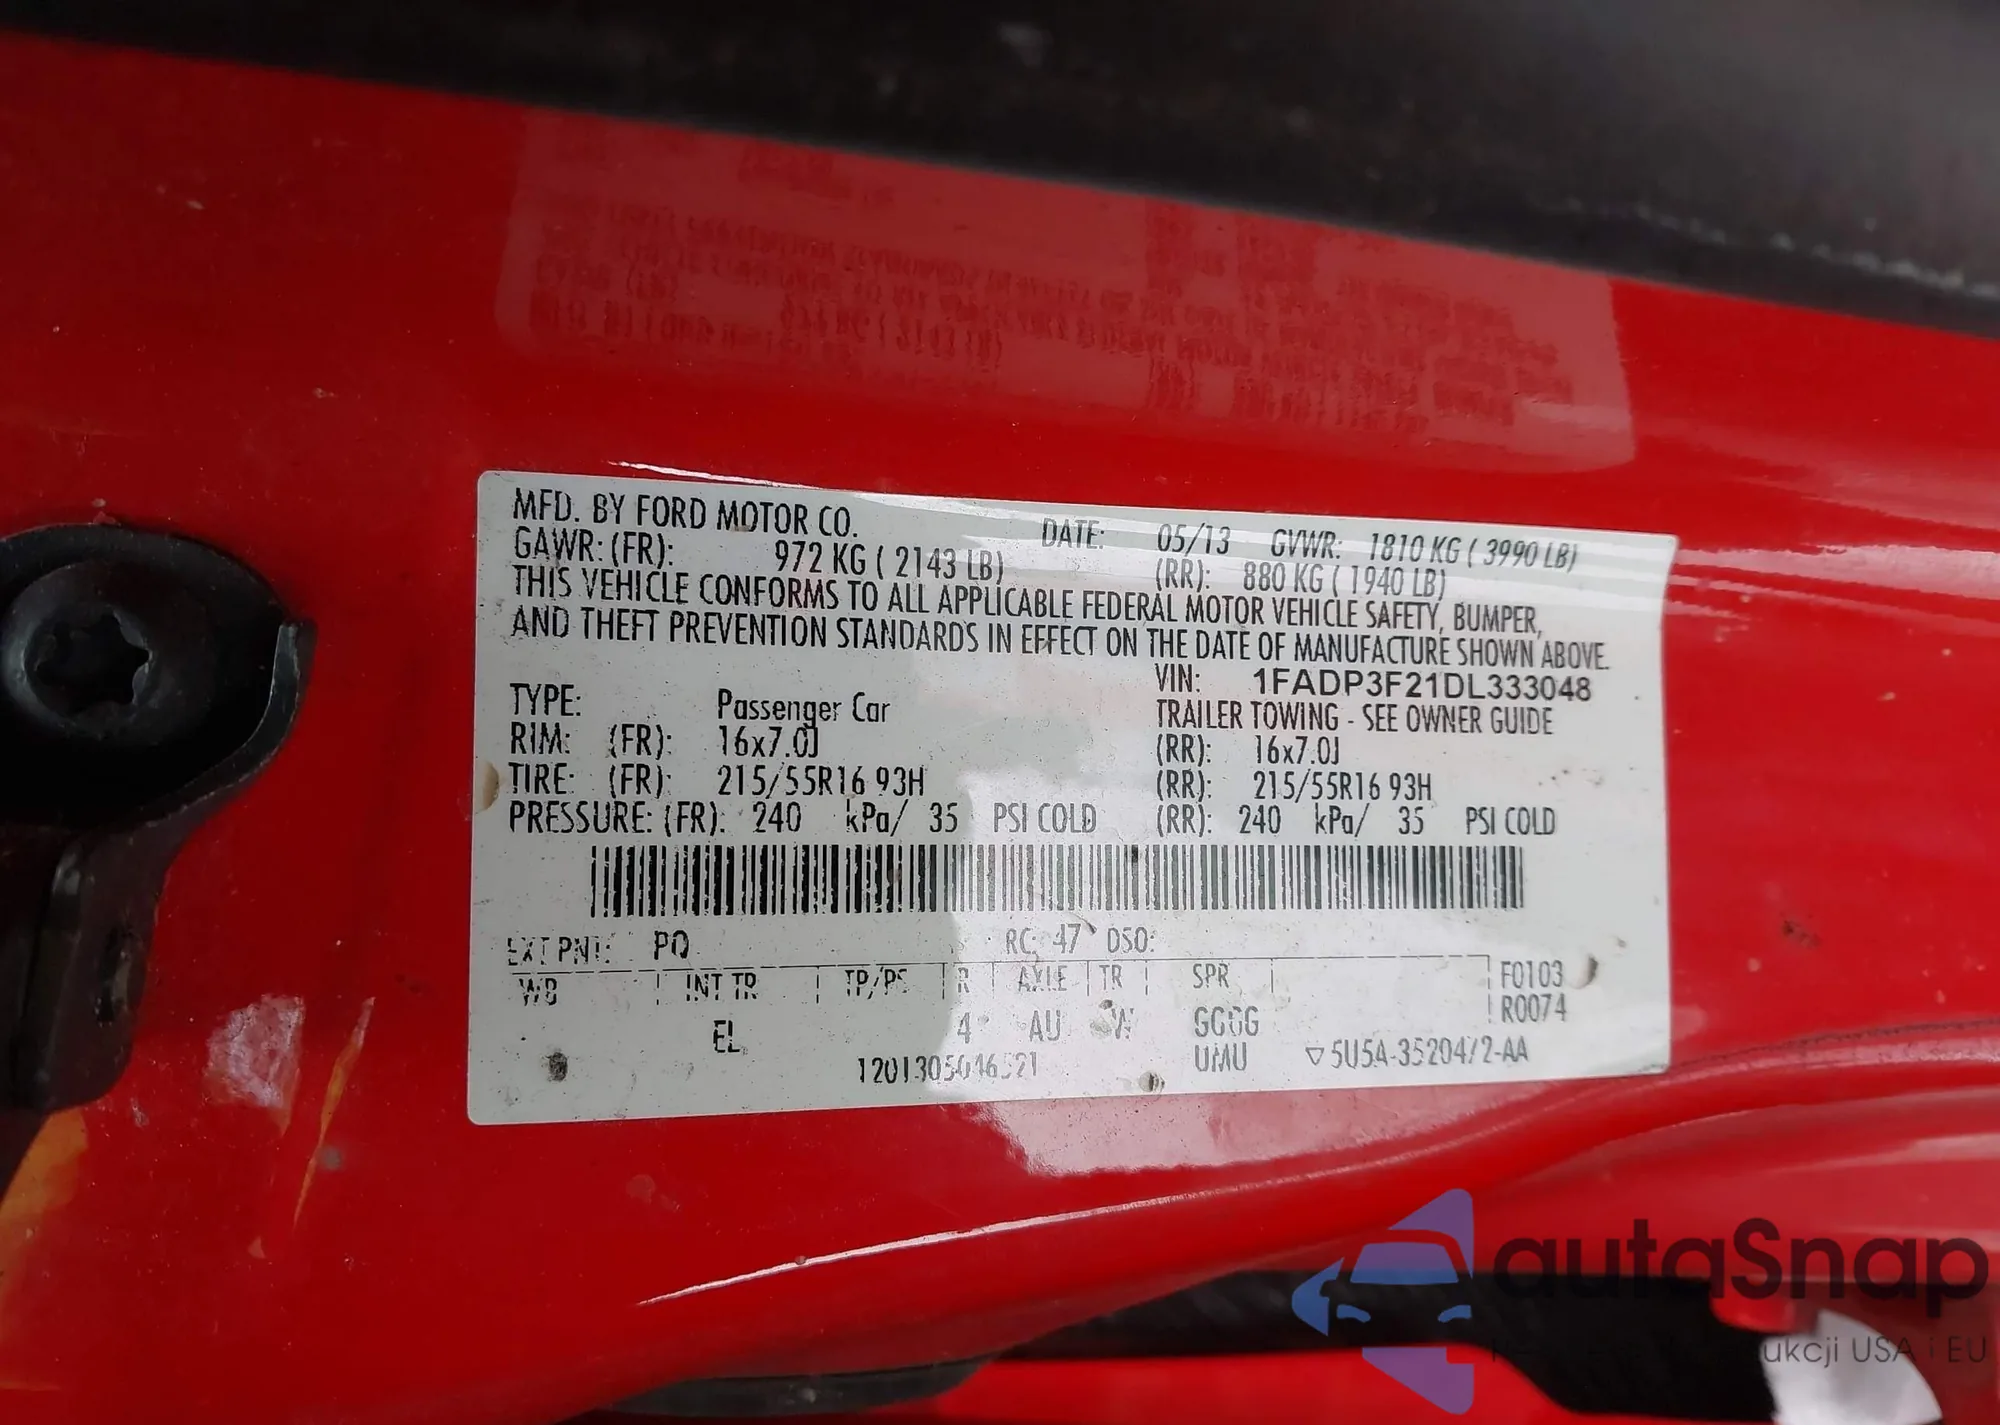 MFD. BY FORD MOTOR CO. DATE: 05/13 GVWR: 1810 KG ( 3990 LB)
GAWR: (FR): 972 KG ( 2143 LB) (RR): 880 KG ( 1940 LB)
THIS VEHICLE CONFORMS TO ALL APPLICABLE FEDERAL MOTOR VEHICLE SAFETY, BUMPER,
AND THEFT PREVENTION STANDARDS IN EFFECT ON THE DATE OF MANUFACTURE SHOWN ABOVE.
VIN: 1FADP3F21DL333048
TYPE: Passenger Car TRAILER TOWING - SEE OWNER GUIDE
RIM: (FR): 16x7.0J (RR): 16x7.0J
TIRE: (FR): 215/55R16 93H (RR): 215/55R16 93H
PRESSURE: (FR): 240 kPa/ 35 PSI COLD (RR): 240 kPa/ 35 PSI COLD
EXT PNT: PQ RC: 47 DSO:
WB INT TR TP/PS R AXLE TR SPR F0103
R0074
EL 4 AU W GGGG
1201305046521 UMU ▽ 5U5A-35204/2-AA
autaSnap
USA i EU